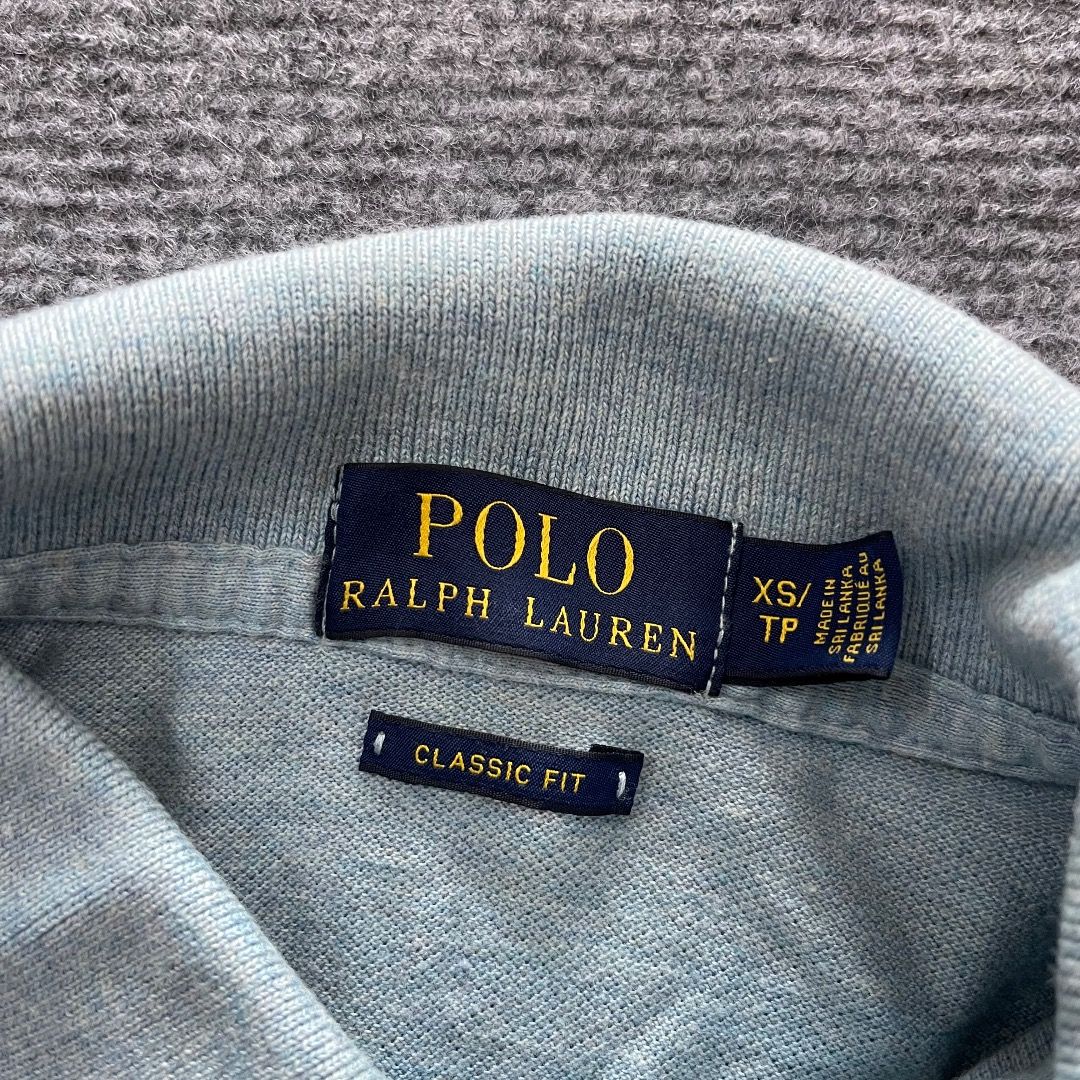 POLO
RALPH LAUREN
XS/
TP
MADE IN
SRI LANKA
FABRIQUÉ AU
SRI LANKA
CLASSIC FIT